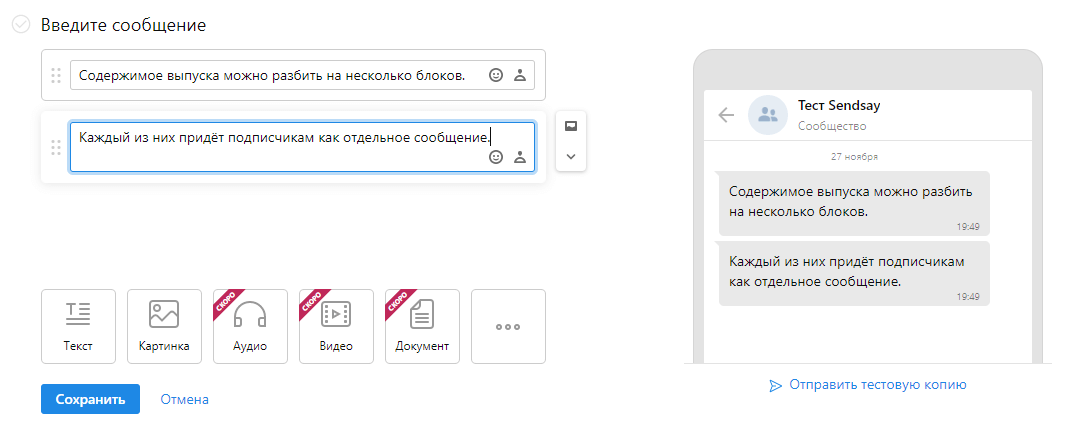 Введите сообщение
Содержимое выпуска можно разбить на несколько блоков.
Каждый из них придёт подписчикам как отдельное сообщение.
Текст
Картинка
СКОРО
Аудио
СКОРО
Видео
СКОРО
Документ
Сохранить
Отмена
Тест Sendsay
Сообщество
27 ноября
Содержимое выпуска можно разбить
на несколько блоков.
19:49
Каждый из них придёт подписчикам
как отдельное сообщение.
19:49
Отправить тестовую копию